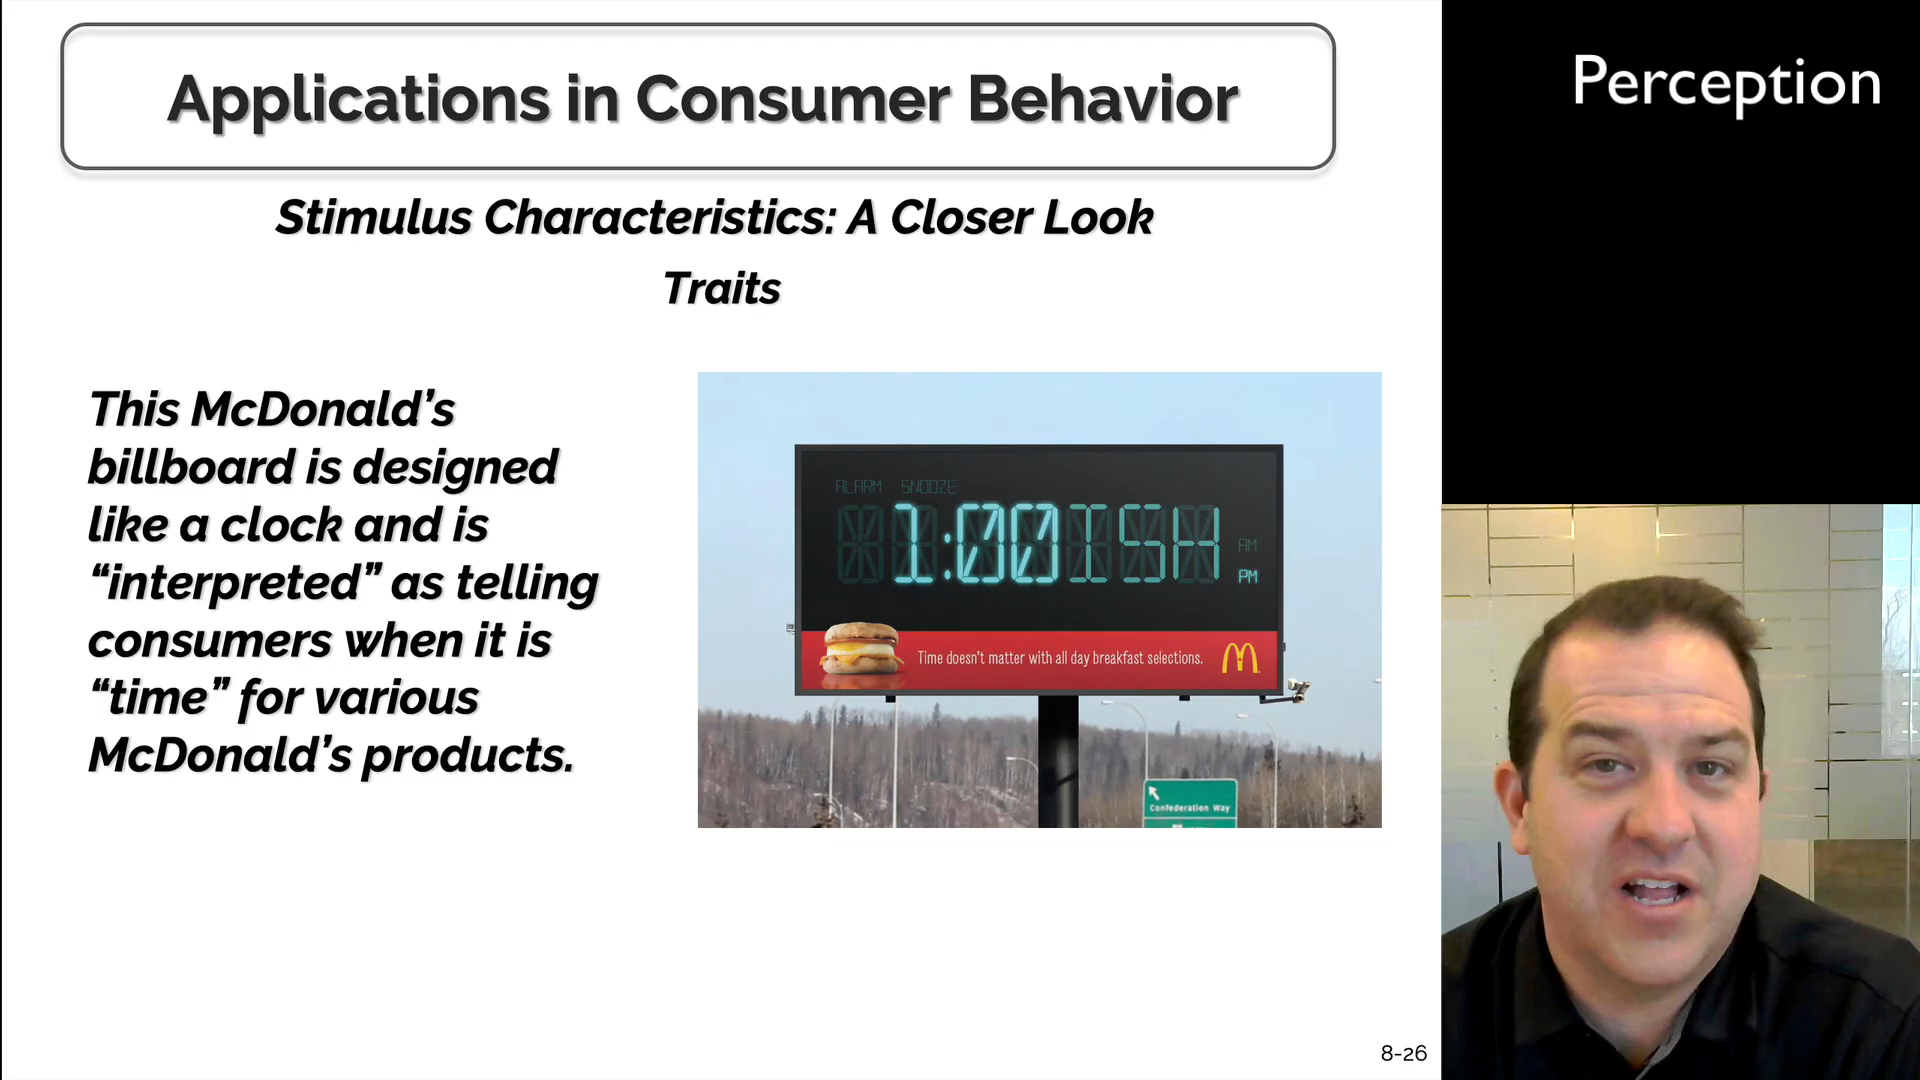 Applications in Consumer Behavior
Perception
Stimulus Characteristics: A Closer Look
Traits
This McDonald’s
billboard is designed
like a clock and is
“interpreted” as telling
consumers when it is
“time” for various
McDonald’s products.
ALARM SNOOZE
1:00ISH
AM
PM
Time doesn't matter with all day breakfast selections.
Confederation Way
8-26